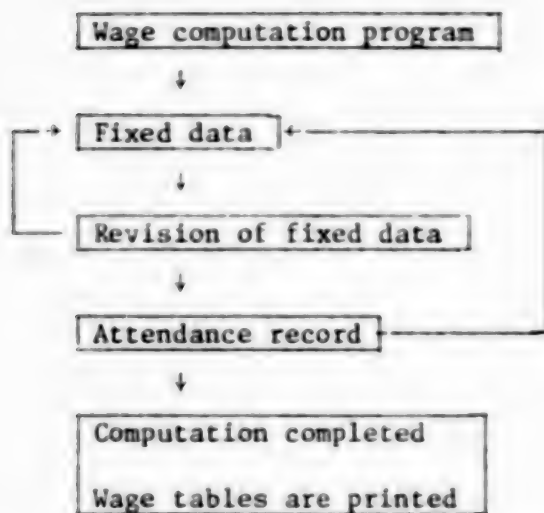 Wage computation program
Fixed data
Revision of fixed data
Attendance record
Computation completed
Wage tables are printed